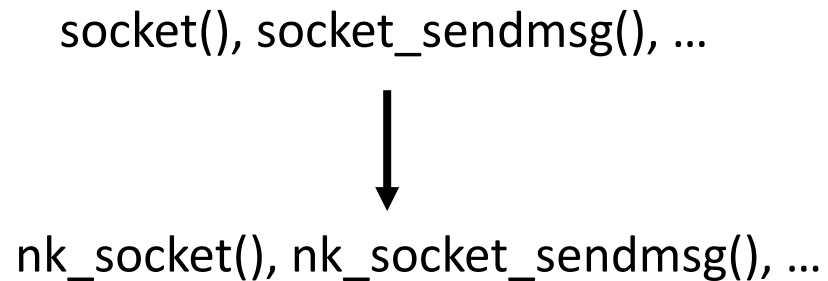 socket(), socket_sendmsg(), ...
nk_socket(), nk_socket_sendmsg(), ...